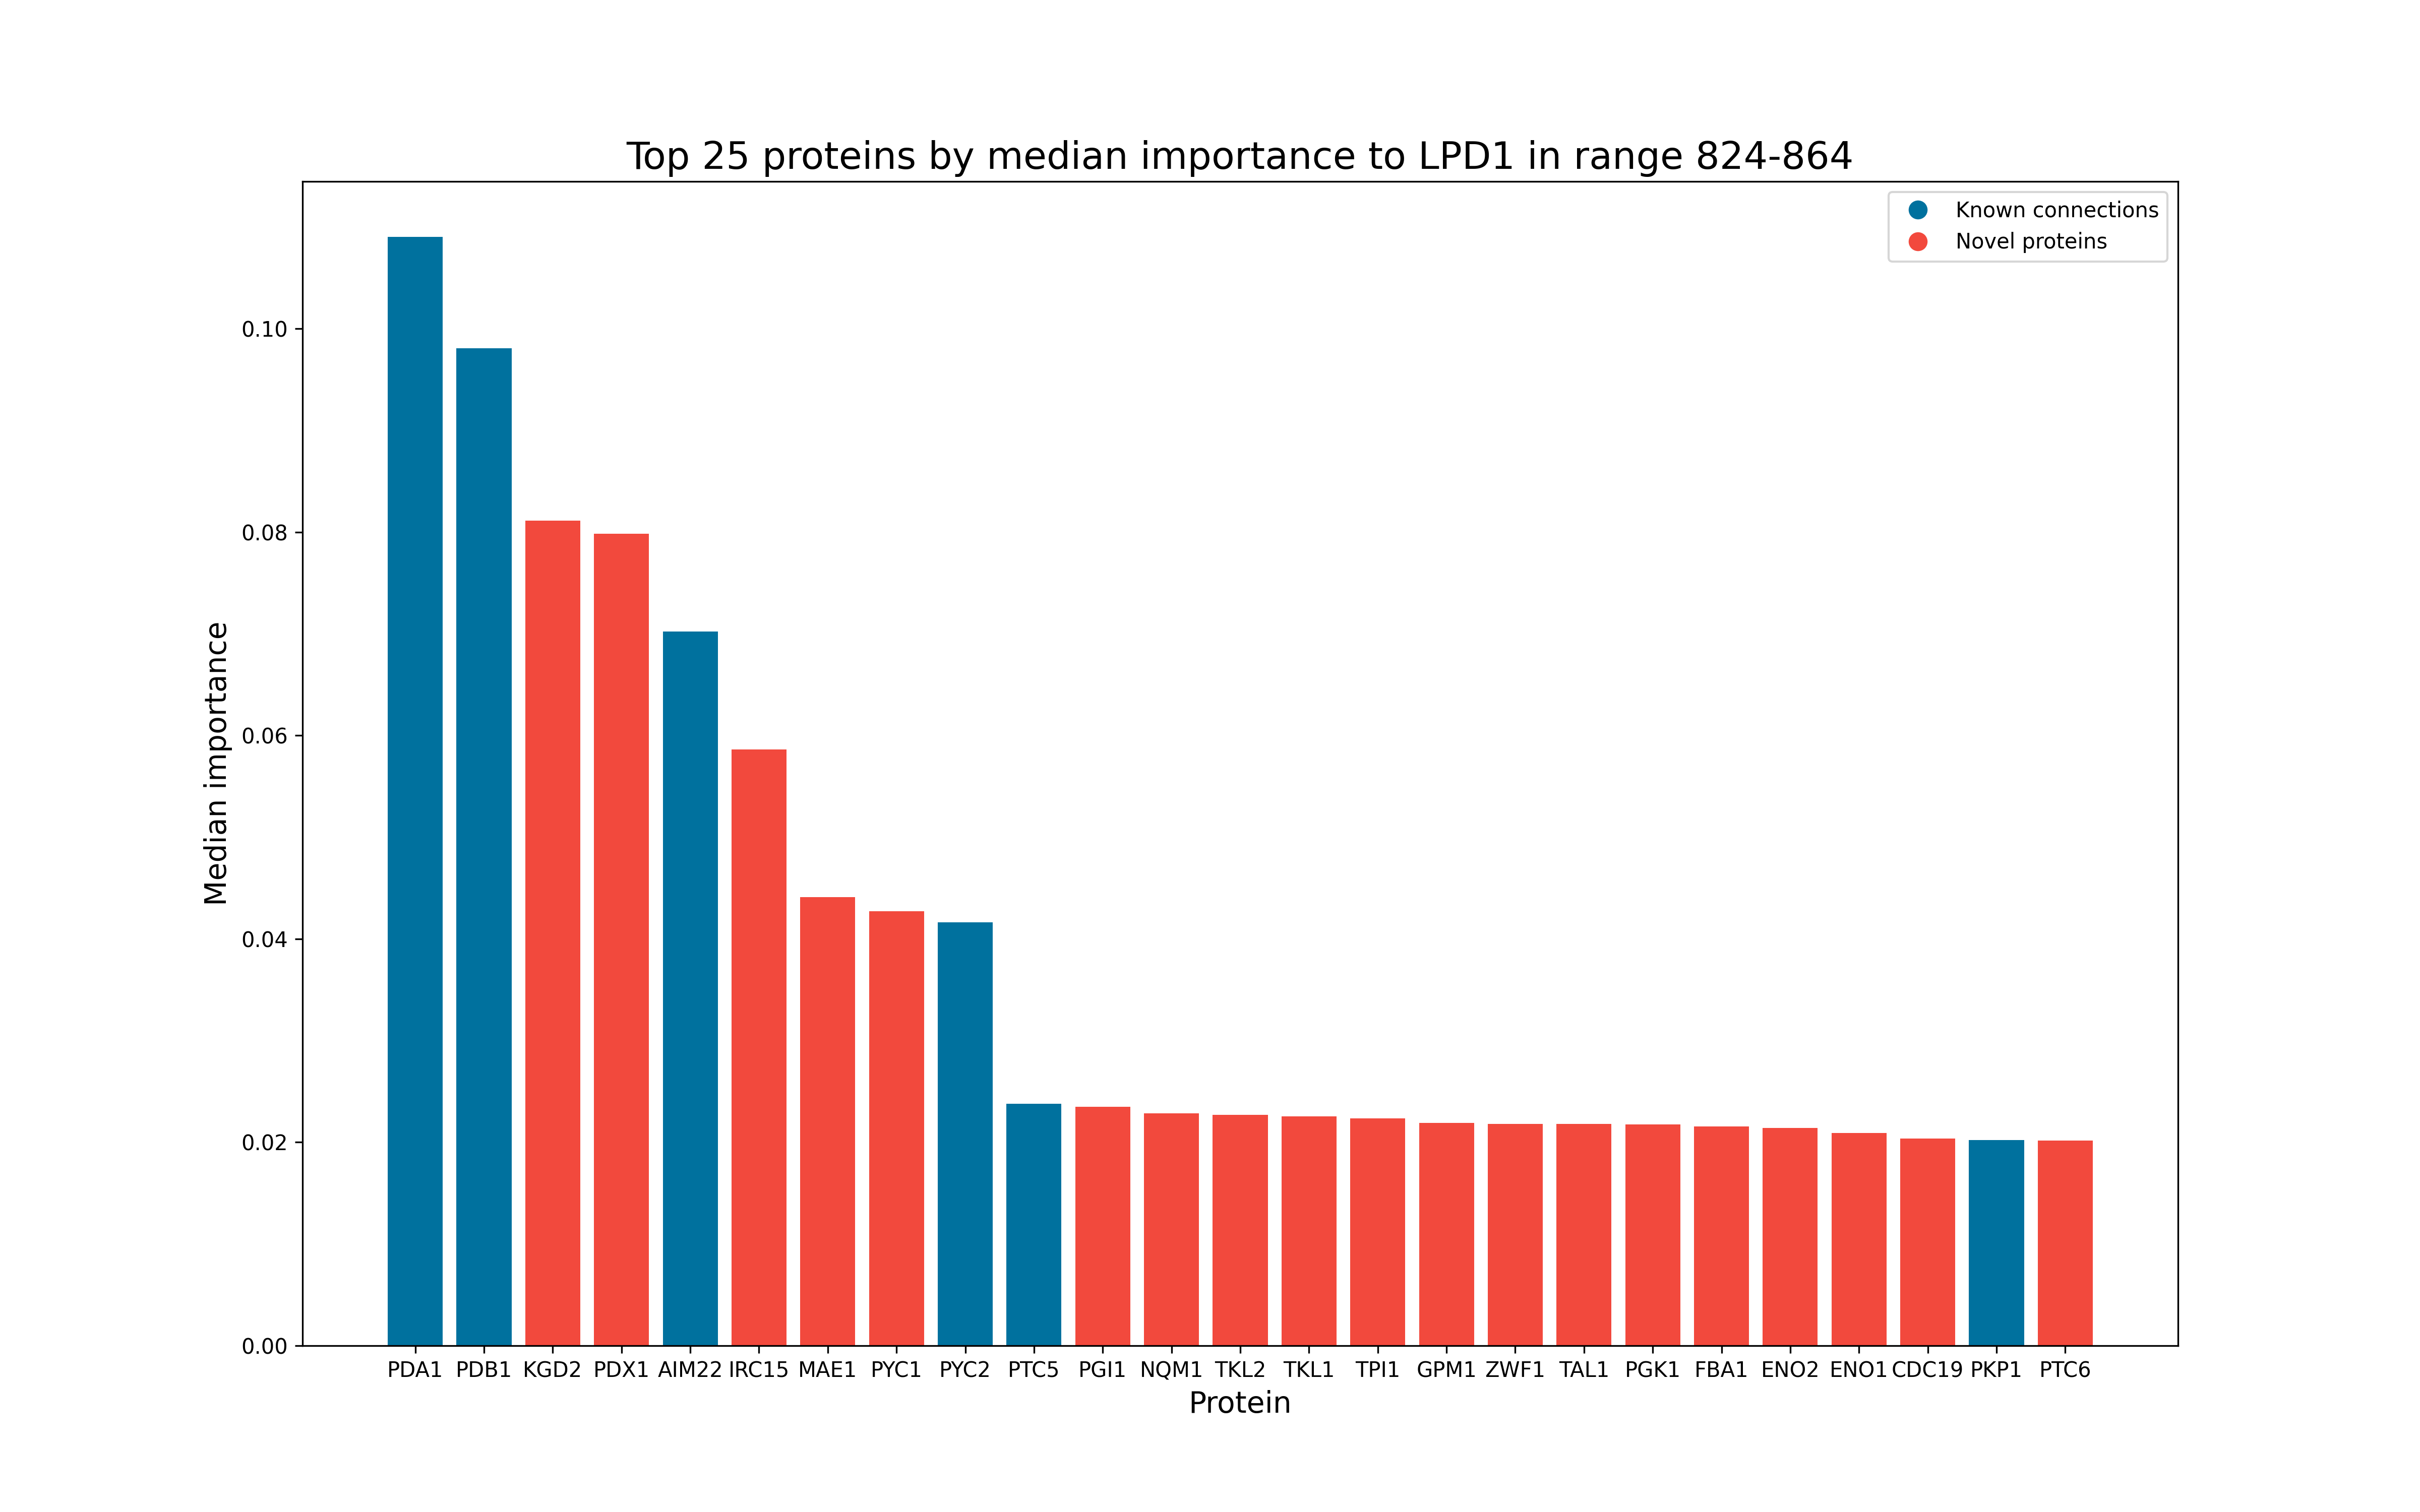 Top 25 proteins by median importance to LPD1 in range 824-864
Known connections
Novel proteins
Median importance
0.10
0.08
0.06
0.04
0.02
0.00
PDA1 PDB1 KGD2 PDX1 AIM22 IRC15 MAE1 PYC1 PYC2 PTC5 PGI1 NQM1 TKL2 TKL1 TPI1 GPM1 ZWF1 TAL1 PGK1 FBA1 ENO2 ENO1 CDC19 PKP1 PTC6
Protein